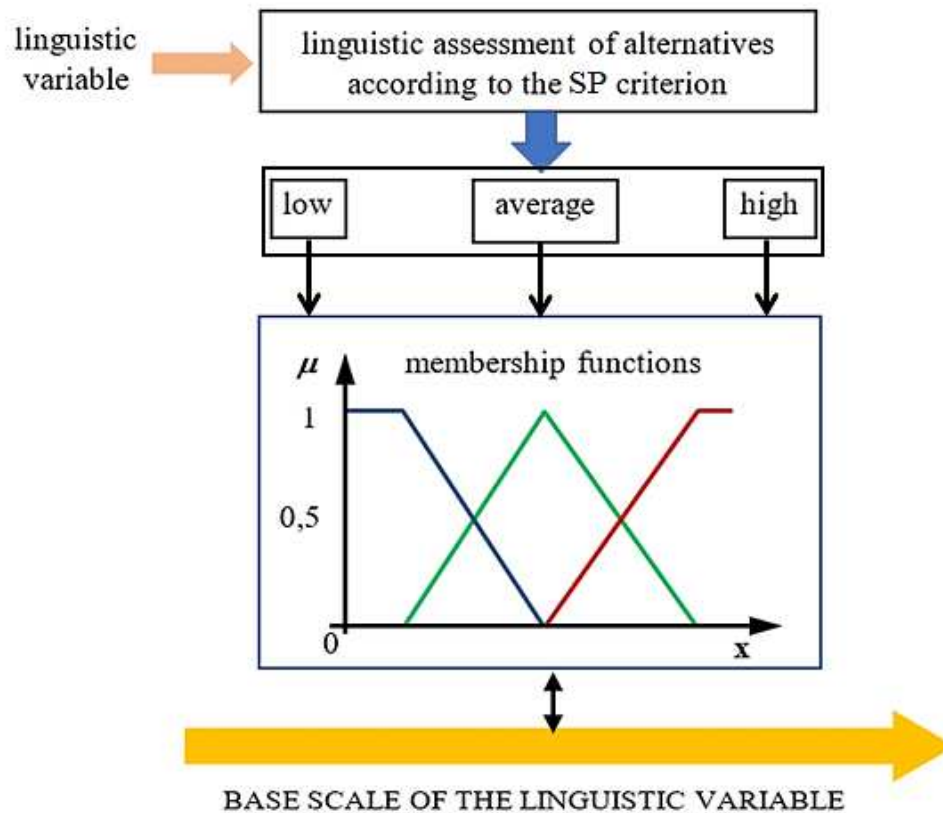 linguistic
variable
linguistic assessment of alternatives
according to the SP criterion
low
average
high
μ
membership functions
1
0,5
0
x
BASE SCALE OF THE LINGUISTIC VARIABLE